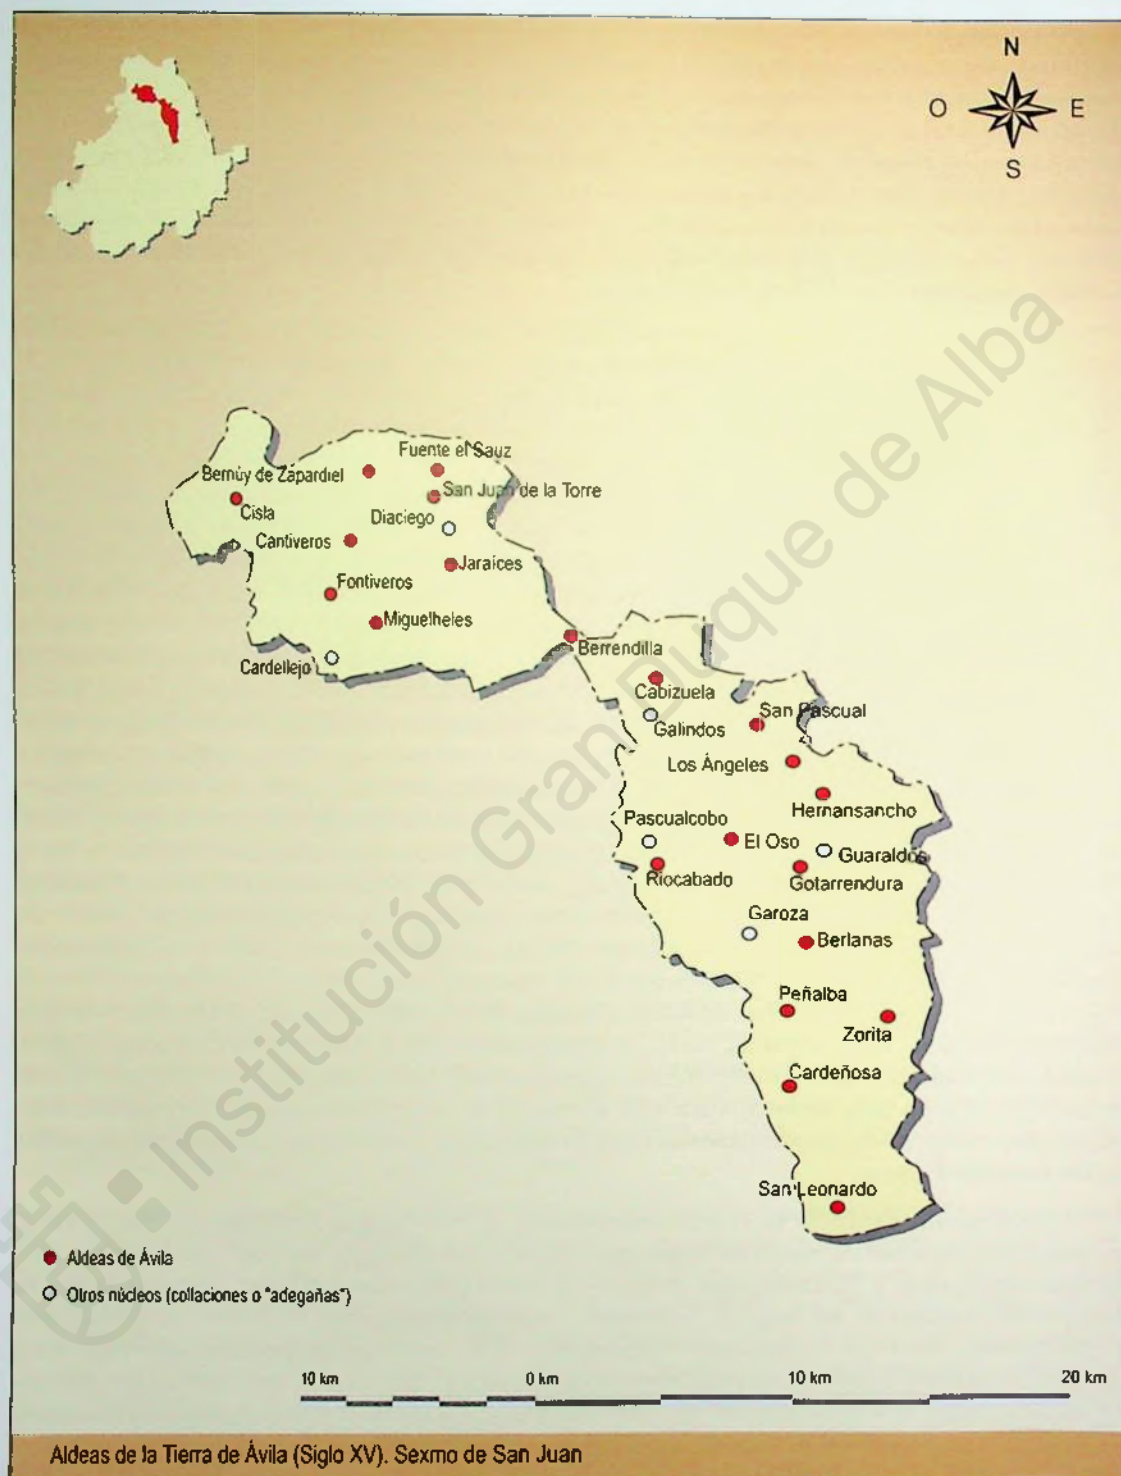 N
O E
S
Fuente el Sauz
Bernúy de Zapardiel
San Juan de la Torre
Cisla
Diaciego
Cantiveros
Jaraíces
Fontiveros
Miguelheles
Berrendilla
Cardellejo
Cabizuela
San Pascual
Galindos
Los Ángeles
Hernansancho
Pascualcobo
El Oso
Guaraldos
Riocabado
Gotarrendura
Garoza
Berlanas
Peñalba
Zorita
Cardeñosa
San Leonardo
Aldeas de Ávila
Otros núcleos (collaciones o "adegañas")
10 km 0 km 10 km 20 km
Aldeas de la Tierra de Ávila (Siglo XV). Sexmo de San Juan
Institución Gran Duque de Alba